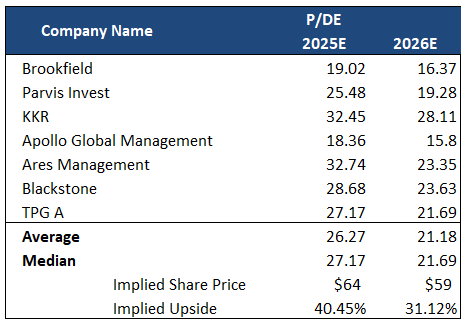 P/DE
Company Name 2025E 2026E
Brookfield 19.02 16.37
Parvis Invest 25.48 19.28
KKR 32.45 28.11
Apollo Global Management 18.36 15.8
Ares Management 32.74 23.35
Blackstone 28.68 23.63
TPG A 27.17 21.69
Average 26.27 21.18
Median 27.17 21.69
Implied Share Price $64 $59
Implied Upside 40.45% 31.12%